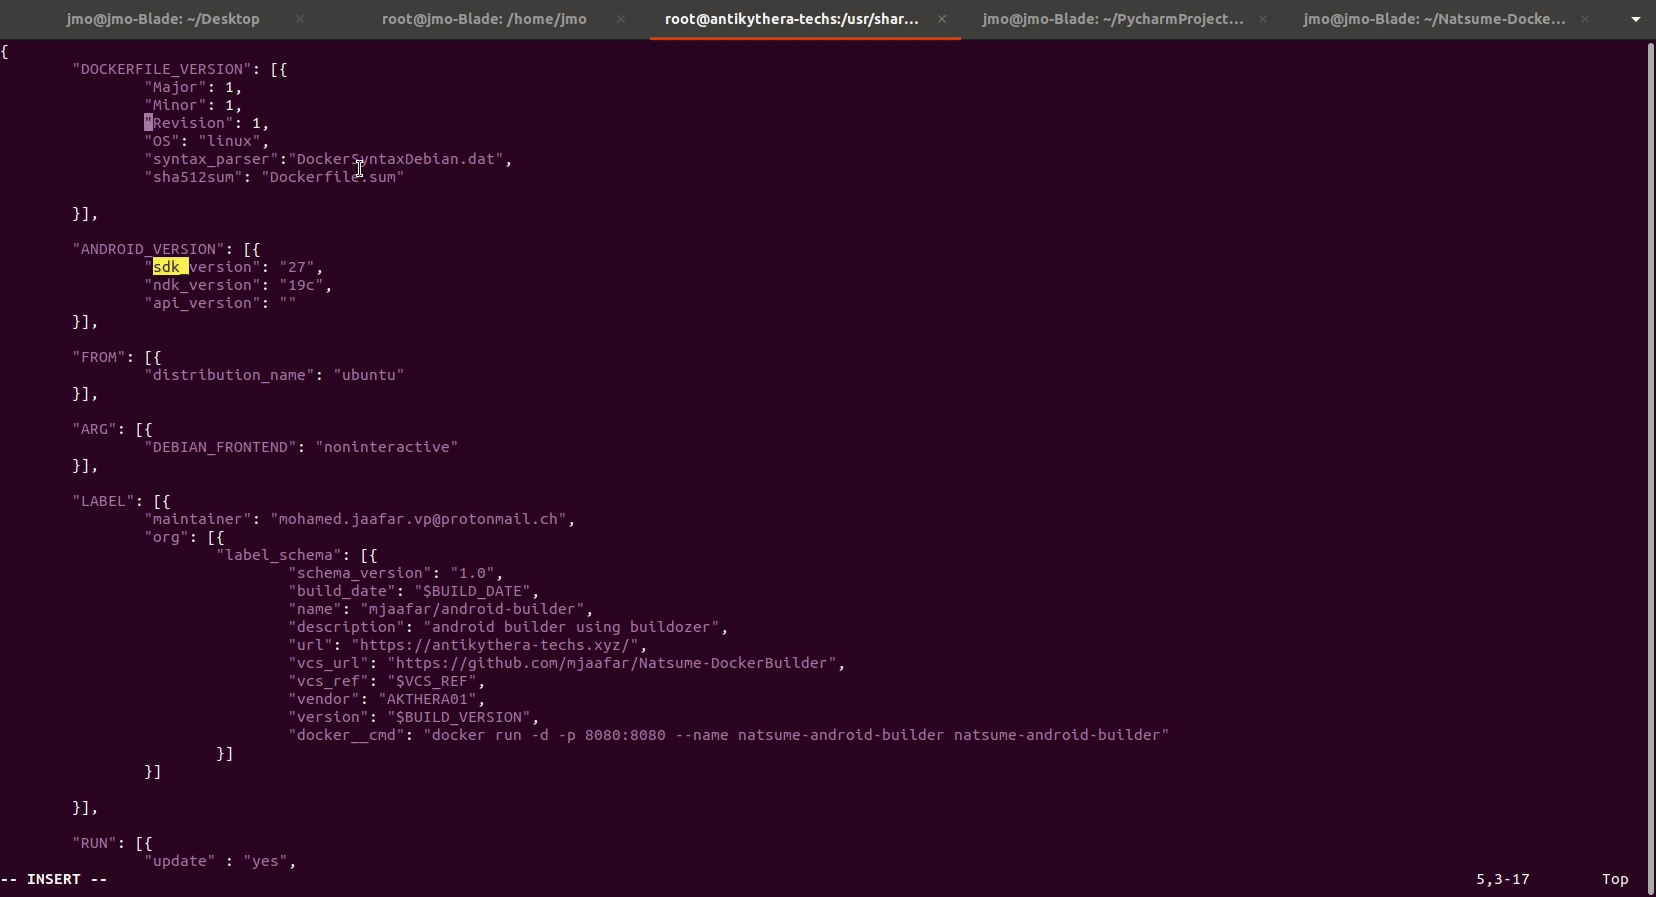 jmo@jmo-Blade: ~/Desktop × root@jmo-Blade: /home/jmo × root@antikythera-techs:/usr/shar... × jmo@jmo-Blade: ~/PycharmProject... × jmo@jmo-Blade: ~/Natsume-Docke... ×
{
"DOCKERFILE_VERSION": [{
"Major": 1,
"Minor": 1,
"Revision": 1,
"OS": "linux",
"syntax_parser":"DockerSyntaxDebian.dat",
"sha512sum": "Dockerfile.sum"
}],
"ANDROID_VERSION": [{
"sdk_version": "27",
"ndk_version": "19c",
"api_version": ""
}],
"FROM": [{
"distribution_name": "ubuntu"
}],
"ARG": [{
"DEBIAN_FRONTEND": "noninteractive"
}],
"LABEL": [{
"maintainer": "mohamed.jaafar.vp@protonmail.ch",
"org": [{
"label_schema": [{
"schema_version": "1.0",
"build_date": "$BUILD_DATE",
"name": "mjaafar/android-builder",
"description": "android builder using buildozer",
"url": "https://antikythera-techs.xyz/",
"vcs_url": "https://github.com/mjaafar/Natsume-DockerBuilder",
"vcs_ref": "$VCS_REF",
"vendor": "AKTHERA01",
"version": "$BUILD_VERSION",
"docker__cmd": "docker run -d -p 8080:8080 --name natsume-android-builder natsume-android-builder"
}]
}]
}],
"RUN": [{
"update" : "yes",
-- INSERT -- 5,3-17 Top